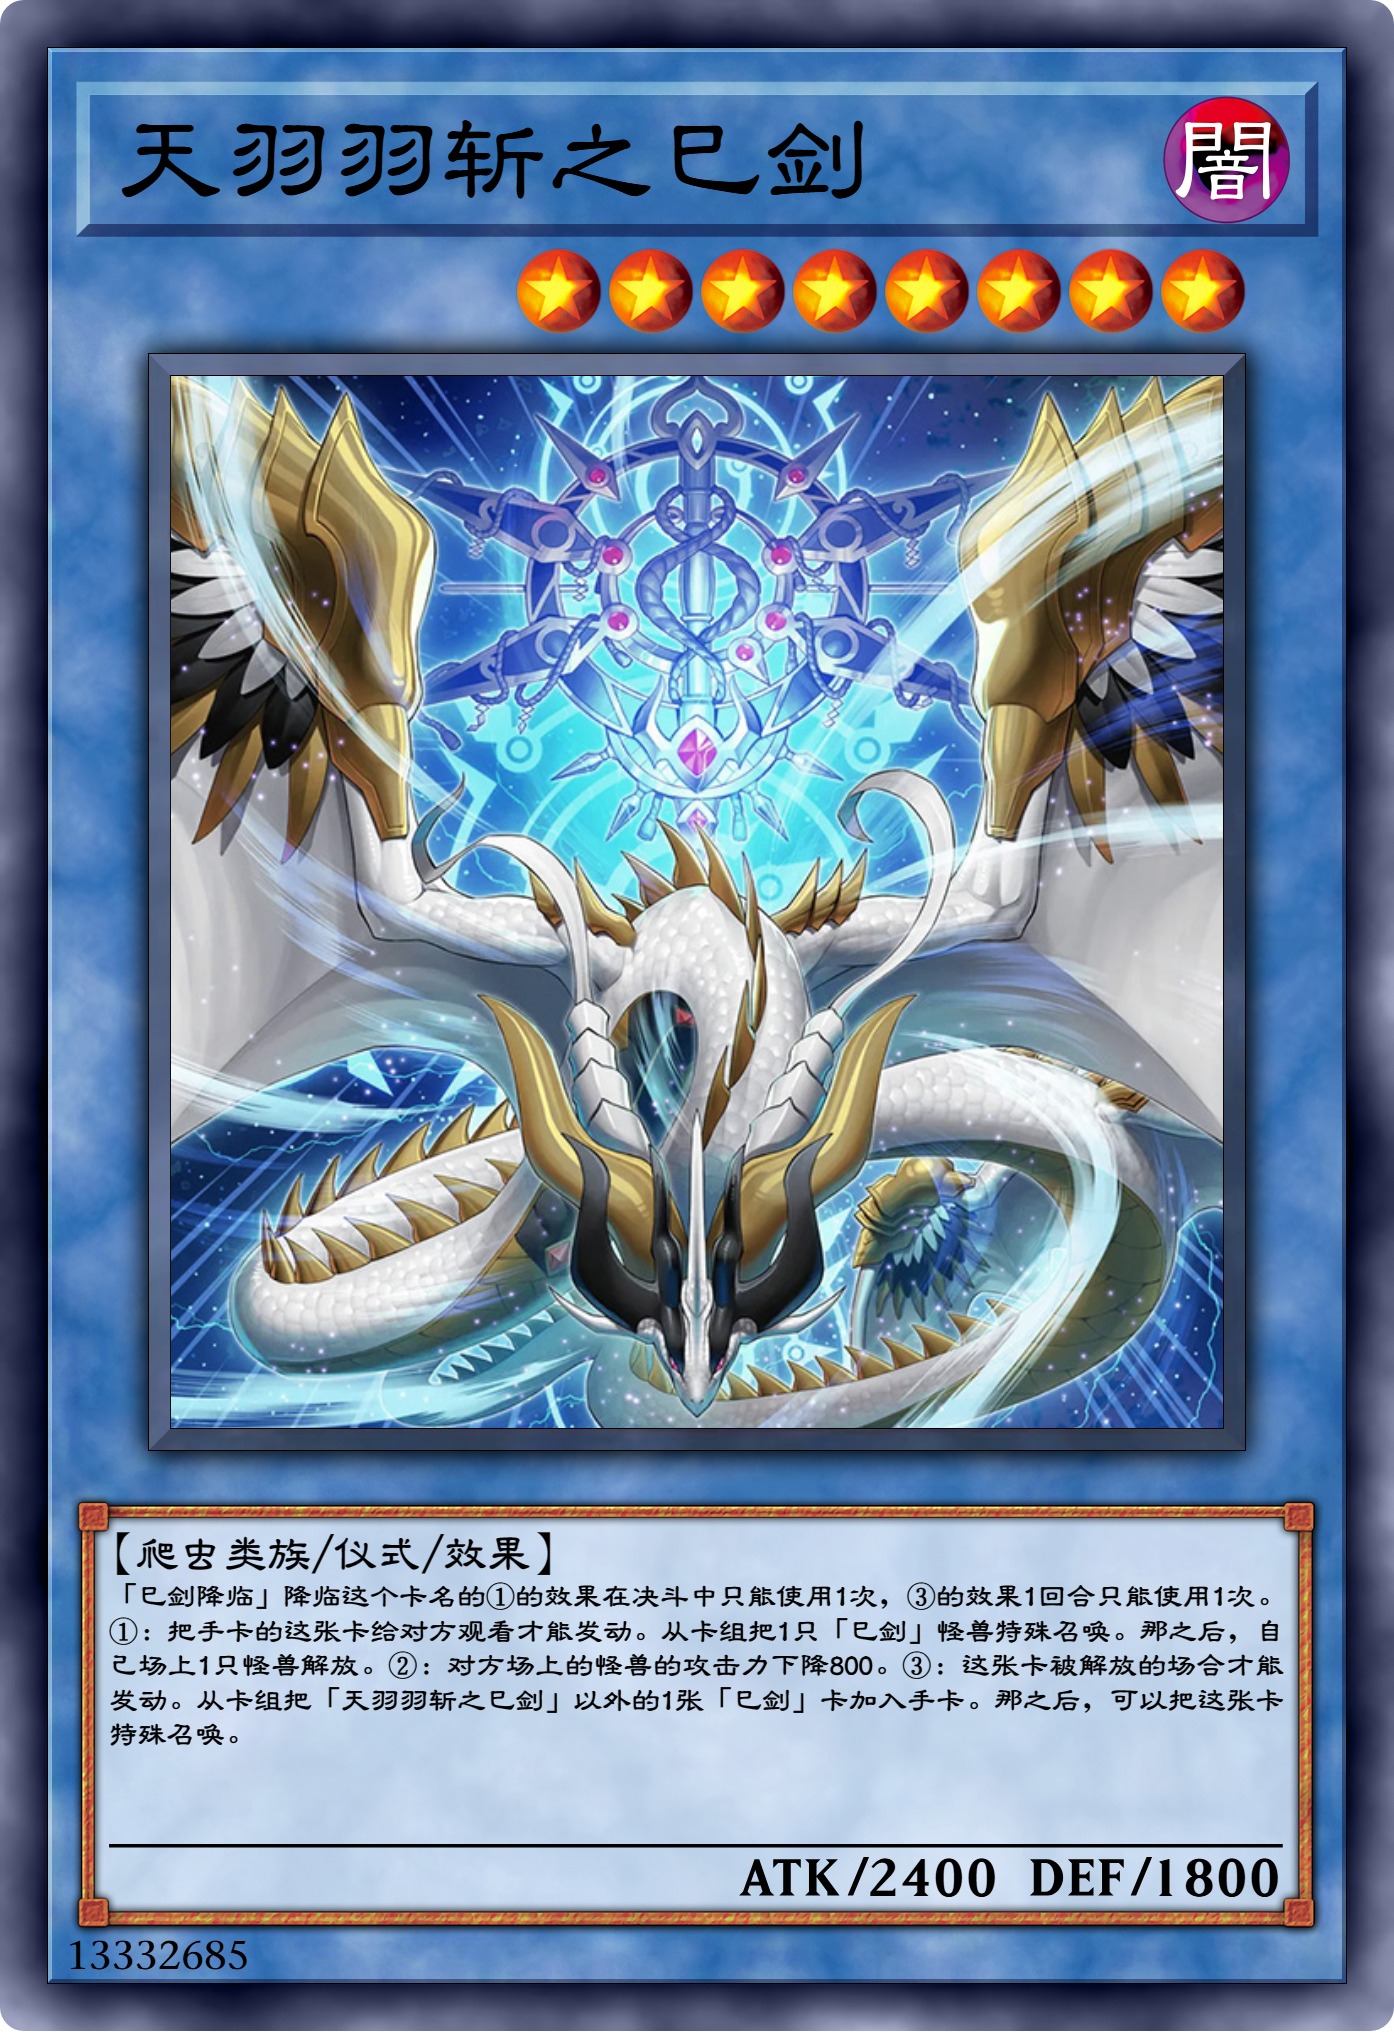 天羽羽斩之巳剑
闇
【爬虫类族/仪式/效果】
「巳剑降临」降临这个卡名的①的效果在决斗中只能使用1次，③的效果1回合只能使用1次。
①：把手卡的这张卡给对方观看才能发动。从卡组把1只「巳剑」怪兽特殊召唤。那之后，自
己场上1只怪兽解放。②：对方场上的怪兽的攻击力下降800。③：这张卡被解放的场合才能
发动。从卡组把「天羽羽斩之巳剑」以外的1张「巳剑」卡加入手卡。那之后，可以把这张卡
特殊召唤。
ATK/2400 DEF/1800
13332685